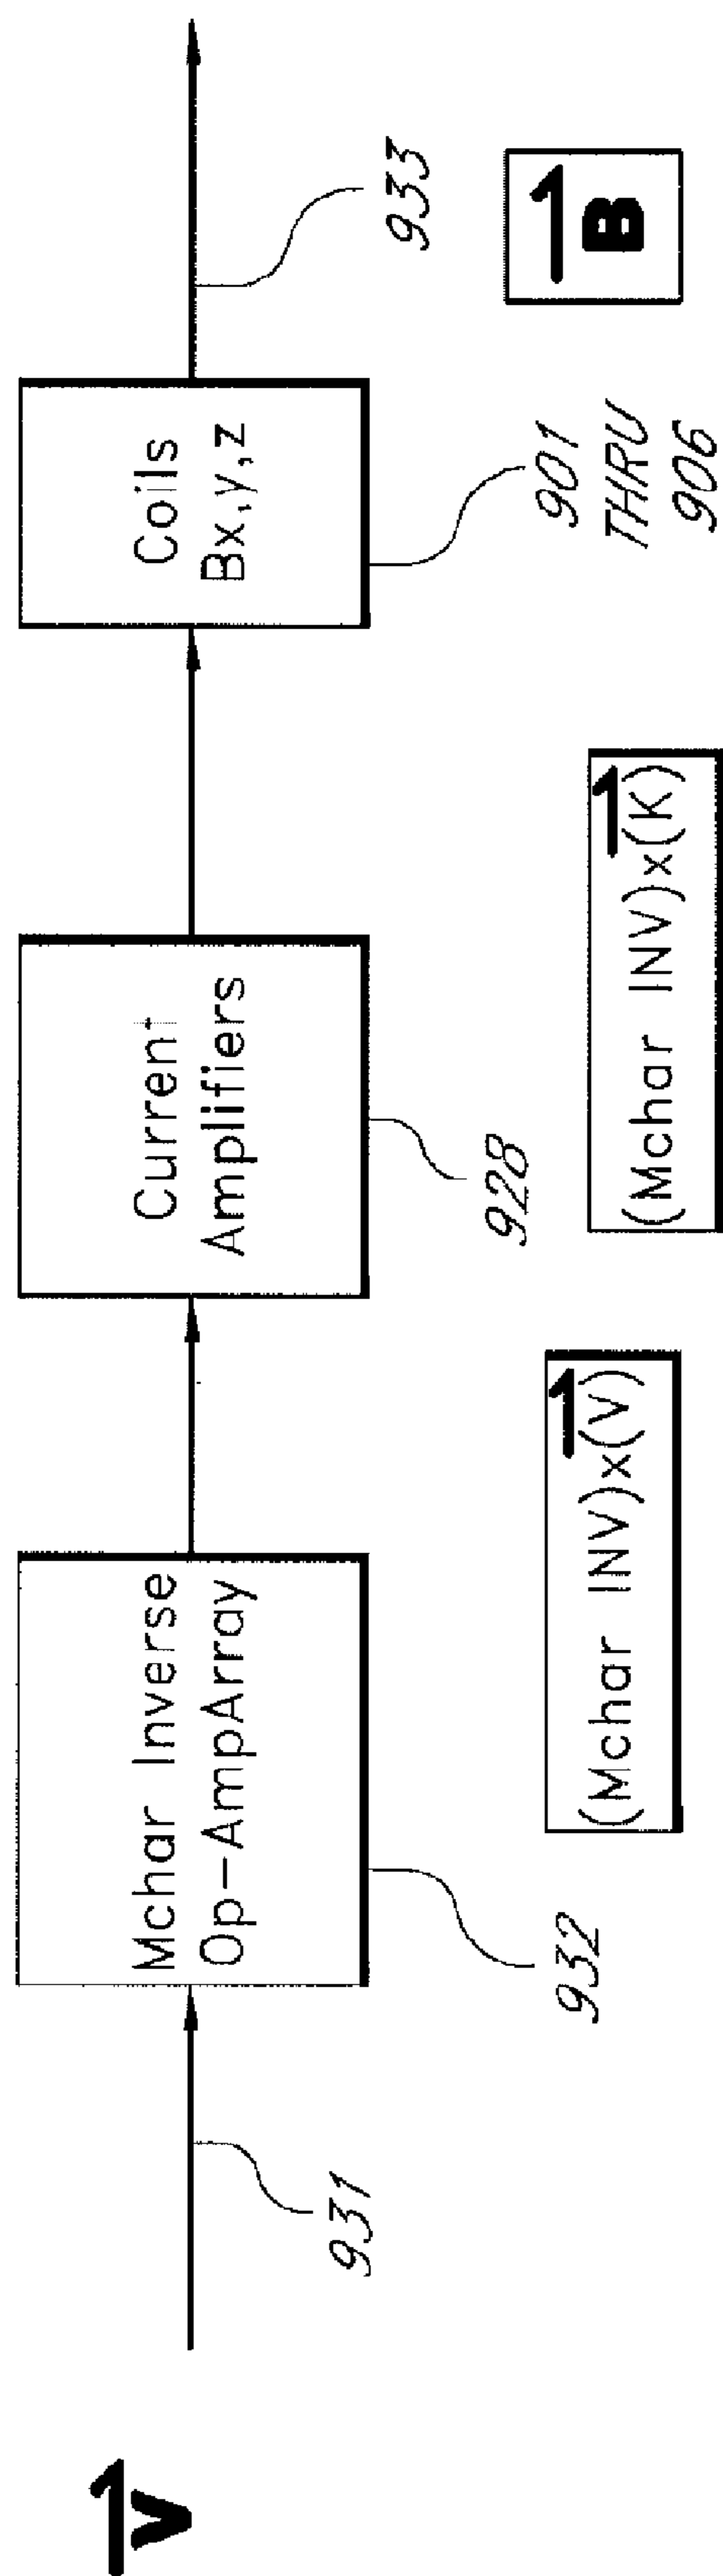 V
931
Mchar Inverse
Op-AmpArray
932
(Mchar INV)x(V)
Current
Amplifiers
928
(Mchar INV)x(K)
Coils
Bx,y,z
901
THRU
906
933
B